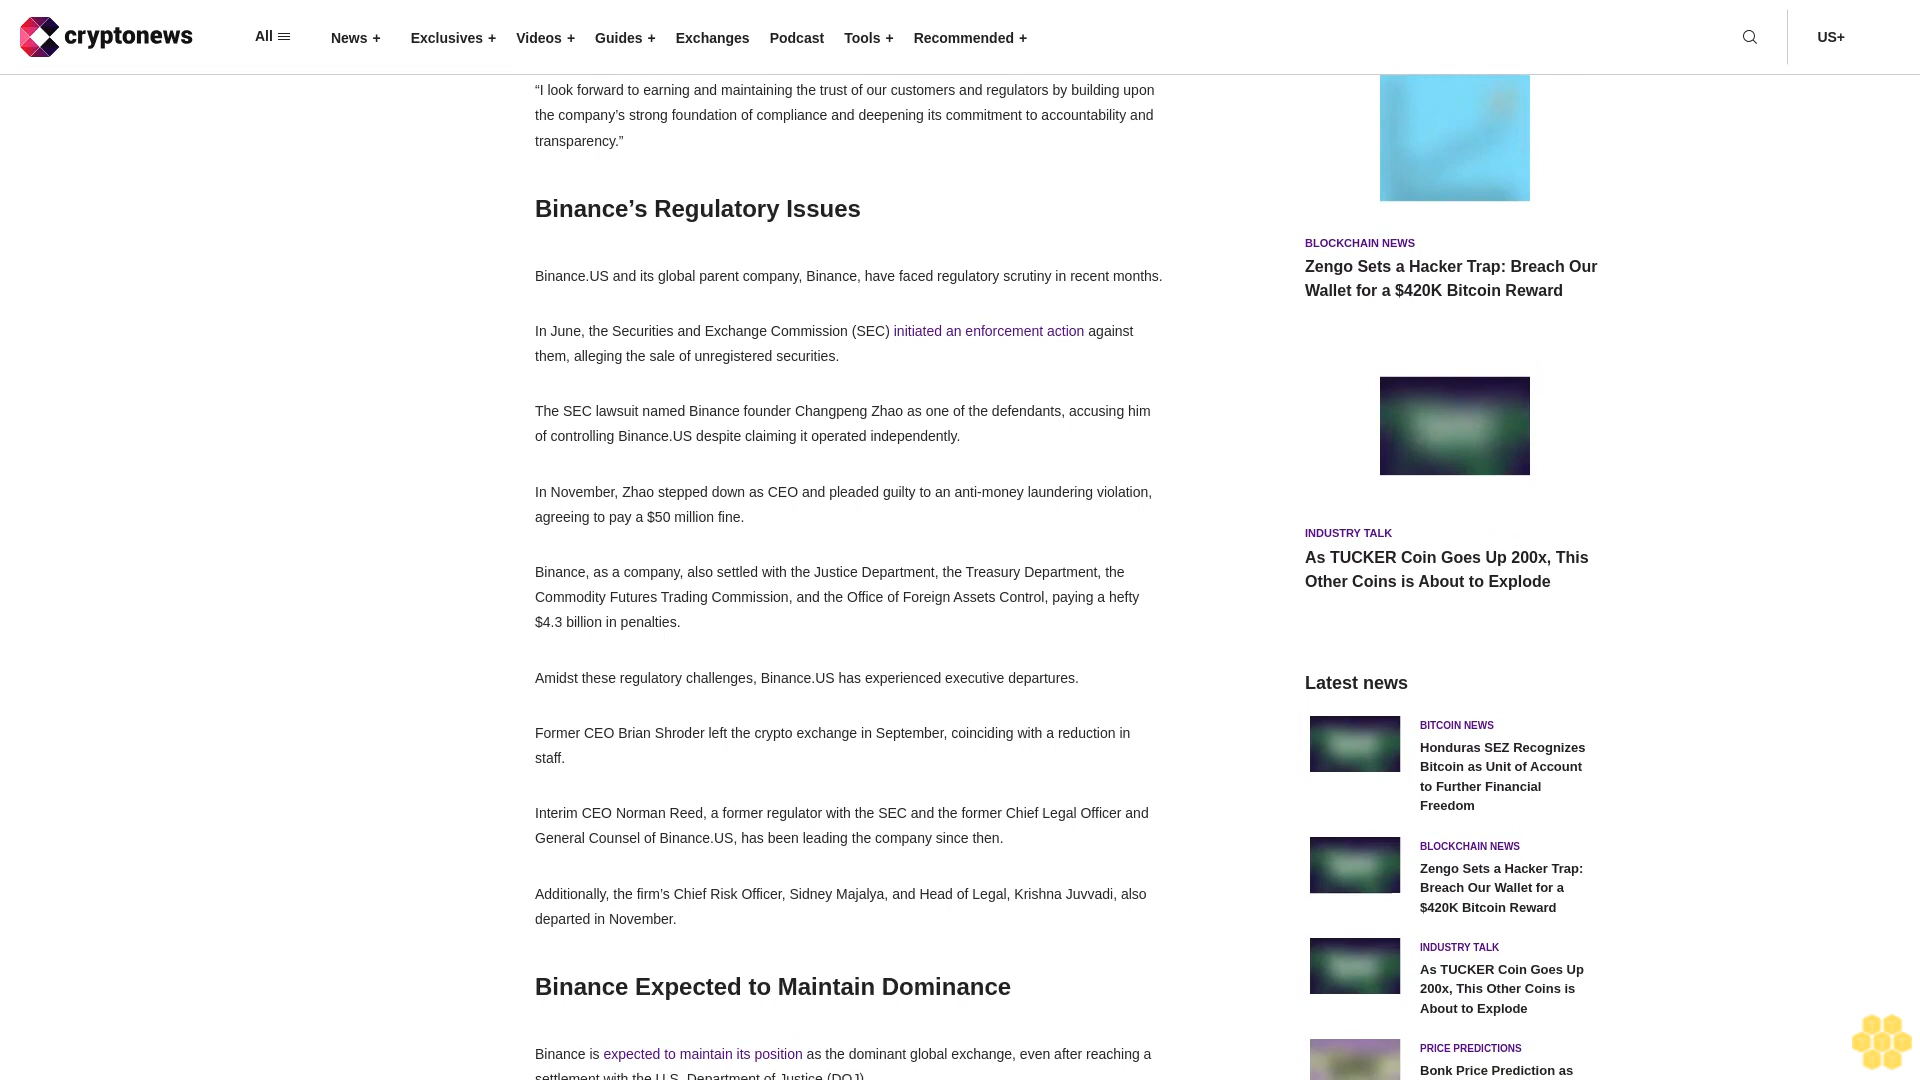 cryptonews
All
News +
Exclusives +
Videos +
Guides +
Exchanges
Podcast
Tools +
Recommended +
US+
“I look forward to earning and maintaining the trust of our customers and regulators by building upon
the company’s strong foundation of compliance and deepening its commitment to accountability and
transparency.”
Binance’s Regulatory Issues
Binance.US and its global parent company, Binance, have faced regulatory scrutiny in recent months.
In June, the Securities and Exchange Commission (SEC) initiated an enforcement action against
them, alleging the sale of unregistered securities.
The SEC lawsuit named Binance founder Changpeng Zhao as one of the defendants, accusing him
of controlling Binance.US despite claiming it operated independently.
In November, Zhao stepped down as CEO and pleaded guilty to an anti-money laundering violation,
agreeing to pay a $50 million fine.
Binance, as a company, also settled with the Justice Department, the Treasury Department, the
Commodity Futures Trading Commission, and the Office of Foreign Assets Control, paying a hefty
$4.3 billion in penalties.
Amidst these regulatory challenges, Binance.US has experienced executive departures.
Former CEO Brian Shroder left the crypto exchange in September, coinciding with a reduction in
staff.
Interim CEO Norman Reed, a former regulator with the SEC and the former Chief Legal Officer and
General Counsel of Binance.US, has been leading the company since then.
Additionally, the firm’s Chief Risk Officer, Sidney Majalya, and Head of Legal, Krishna Juvvadi, also
departed in November.
Binance Expected to Maintain Dominance
Binance is expected to maintain its position as the dominant global exchange, even after reaching a
settlement with the U.S. Department of Justice (DOJ).
BLOCKCHAIN NEWS
Zengo Sets a Hacker Trap: Breach Our
Wallet for a $420K Bitcoin Reward
INDUSTRY TALK
As TUCKER Coin Goes Up 200x, This
Other Coins is About to Explode
Latest news
BITCOIN NEWS
Honduras SEZ Recognizes
Bitcoin as Unit of Account
to Further Financial
Freedom
BLOCKCHAIN NEWS
Zengo Sets a Hacker Trap:
Breach Our Wallet for a
$420K Bitcoin Reward
INDUSTRY TALK
As TUCKER Coin Goes Up
200x, This Other Coins is
About to Explode
PRICE PREDICTIONS
Bonk Price Prediction as